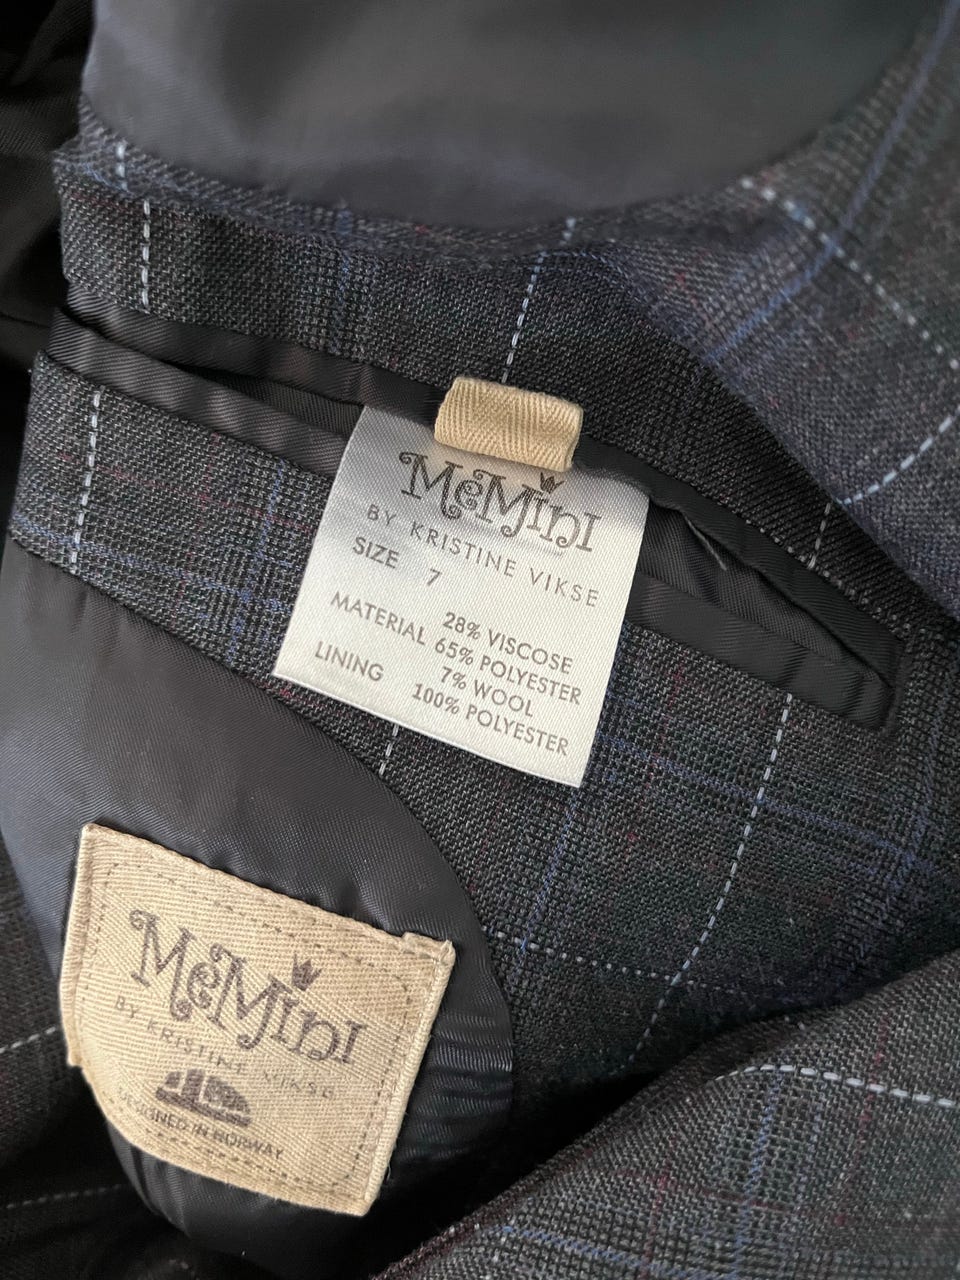 MeMini
BY KRISTINE VIKSE
SIZE 7
28% VISCOSE
MATERIAL 65% POLYESTER
7% WOOL
LINING 100% POLYESTER
MeMini
BY KRISTINE VIKSE
DESIGNED IN NORWAY